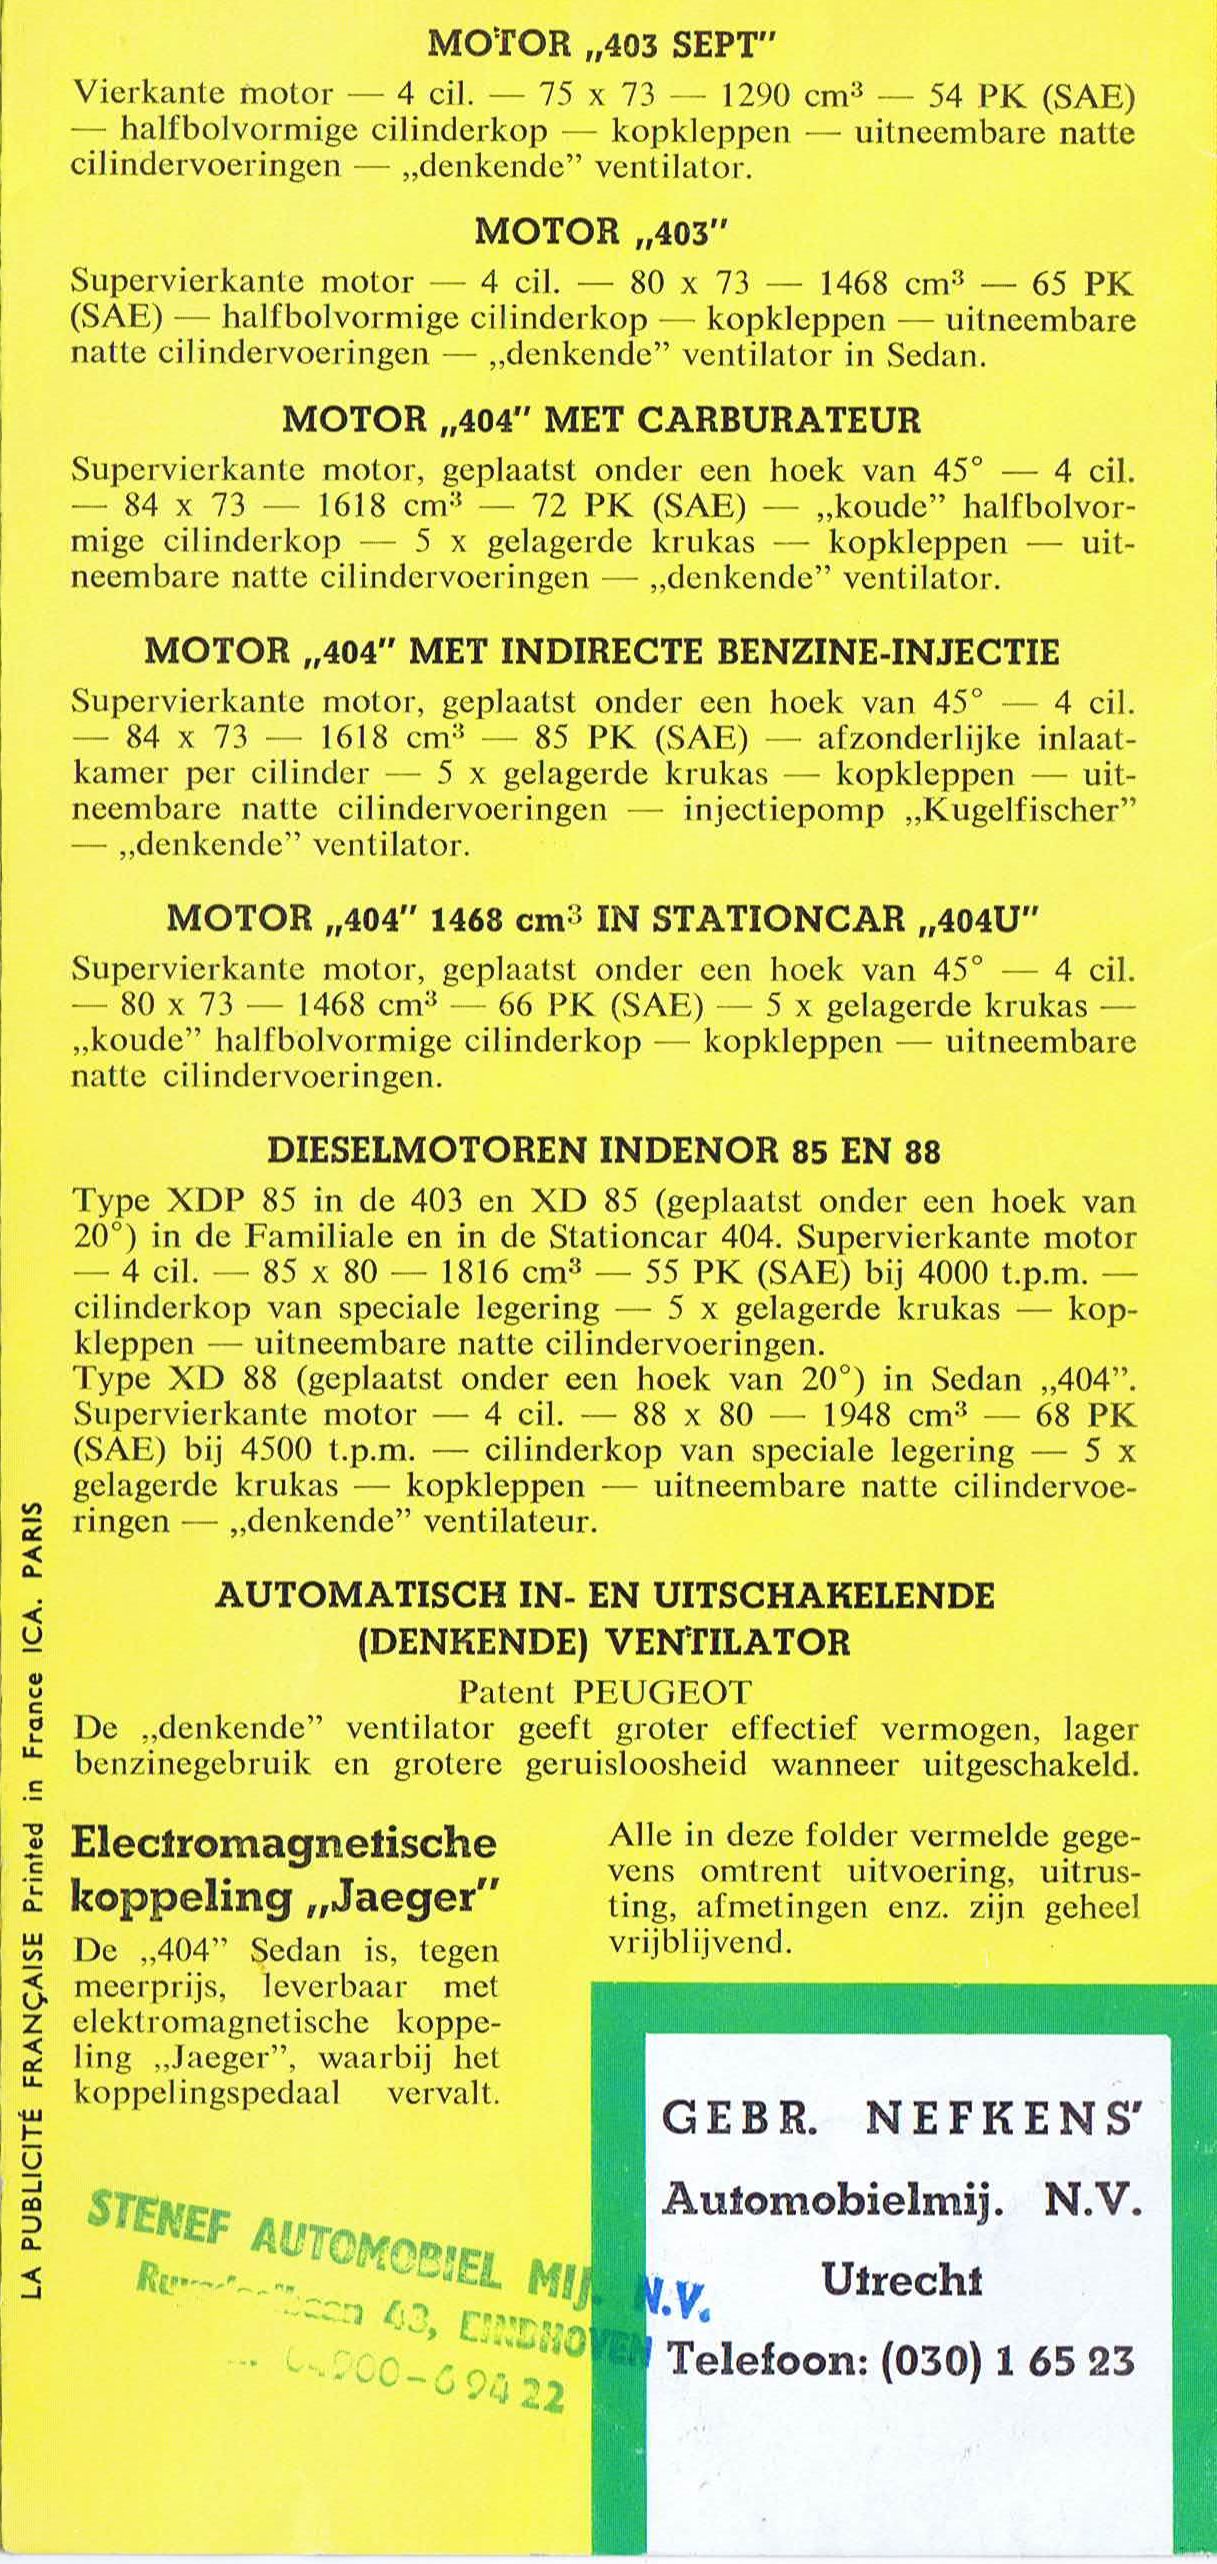 MOTOR „403 SEPT”
Vierkante motor — 4 cil. — 75 x 73 — 1290 cm³ — 54 PK (SAE)
— halfbolvormige cilinderkop — kopkleppen — uitneembare natte
cilindervoeringen — „denkende” ventilator.
MOTOR „403”
Supervierkante motor — 4 cil. — 80 x 73 — 1468 cm³ — 65 PK
(SAE) — halfbolvormige cilinderkop — kopkleppen — uitneembare
natte cilindervoeringen — „denkende” ventilator in Sedan.
MOTOR „404” MET CARBURATEUR
Supervierkante motor, geplaatst onder een hoek van 45° — 4 cil.
— 84 x 73 — 1618 cm³ — 72 PK (SAE) — „koude” halfbolvor-
mige cilinderkop — 5 x gelagerde krukas — kopkleppen — uit-
neembare natte cilindervoeringen — „denkende” ventilator.
MOTOR „404” MET INDIRECTE BENZINE-INJECTIE
Supervierkante motor, geplaatst onder een hoek van 45° — 4 cil.
— 84 x 73 — 1618 cm³ — 85 PK (SAE) — afzonderlijke inlaat-
kamer per cilinder — 5 x gelagerde krukas — kopkleppen — uit-
neembare natte cilindervoeringen — injectiepomp „Kugelfischer”
— „denkende” ventilator.
MOTOR „404” 1468 cm³ IN STATIONCAR „404U”
Supervierkante motor, geplaatst onder een hoek van 45° — 4 cil.
— 80 x 73 — 1468 cm³ — 66 PK (SAE) — 5 x gelagerde krukas —
„koude” halfbolvormige cilinderkop — kopkleppen — uitneembare
natte cilindervoeringen.
DIESELMOTOREN INDENOR 85 EN 88
Type XDP 85 in de 403 en XD 85 (geplaatst onder een hoek van
20°) in de Familiale en in de Stationcar 404. Supervierkante motor
— 4 cil. — 85 x 80 — 1816 cm³ — 55 PK (SAE) bij 4000 t.p.m. —
cilinderkop van speciale legering — 5 x gelagerde krukas — kop-
kleppen — uitneembare natte cilindervoeringen.
Type XD 88 (geplaatst onder een hoek van 20°) in Sedan „404”.
Supervierkante motor — 4 cil. — 88 x 80 — 1948 cm³ — 68 PK
(SAE) bij 4500 t.p.m. — cilinderkop van speciale legering — 5 x
gelagerde krukas — kopkleppen — uitneembare natte cilindervoe-
ringen — „denkende” ventilateur.
AUTOMATISCH IN- EN UITSCHAKELENDE
(DENKENDE) VENTILATOR
Patent PEUGEOT
De „denkende” ventilator geeft groter effectief vermogen, lager
benzinegebruik en grotere geruisloosheid wanneer uitgeschakeld.
Electromagnetische
koppeling „Jaeger”
De „404” Sedan is, tegen
meerprijs, leverbaar met
elektromagnetische koppe-
ling „Jaeger”, waarbij het
koppelingspedaal vervalt.
Alle in deze folder vermelde gege-
vens omtrent uitvoering, uitrus-
ting, afmetingen enz. zijn geheel
vrijblijvend.
GEBR. NEFKENS’
Automobielmij. N.V.
Utrecht
Telefoon: (030) 1 65 23
STENEF AUTOMOBIEL MIJ. N.V.
43, EINDHOVEN
69422
LA PUBLICITÉ FRANÇAISE Printed in France ICA. PARIS